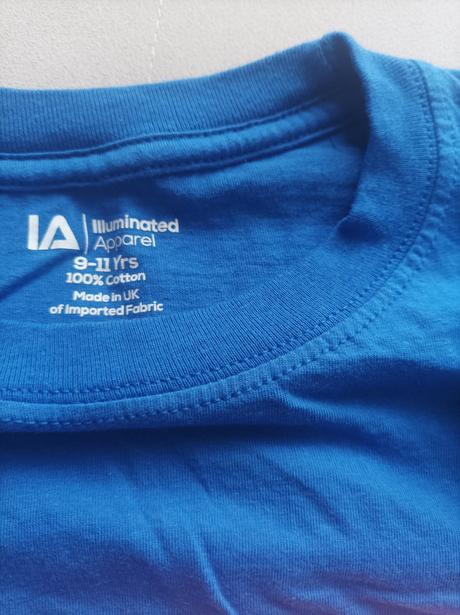 IA Illuminated
Apparel
9-11 Yrs
100% Cotton
Made in UK
of Imported Fabric